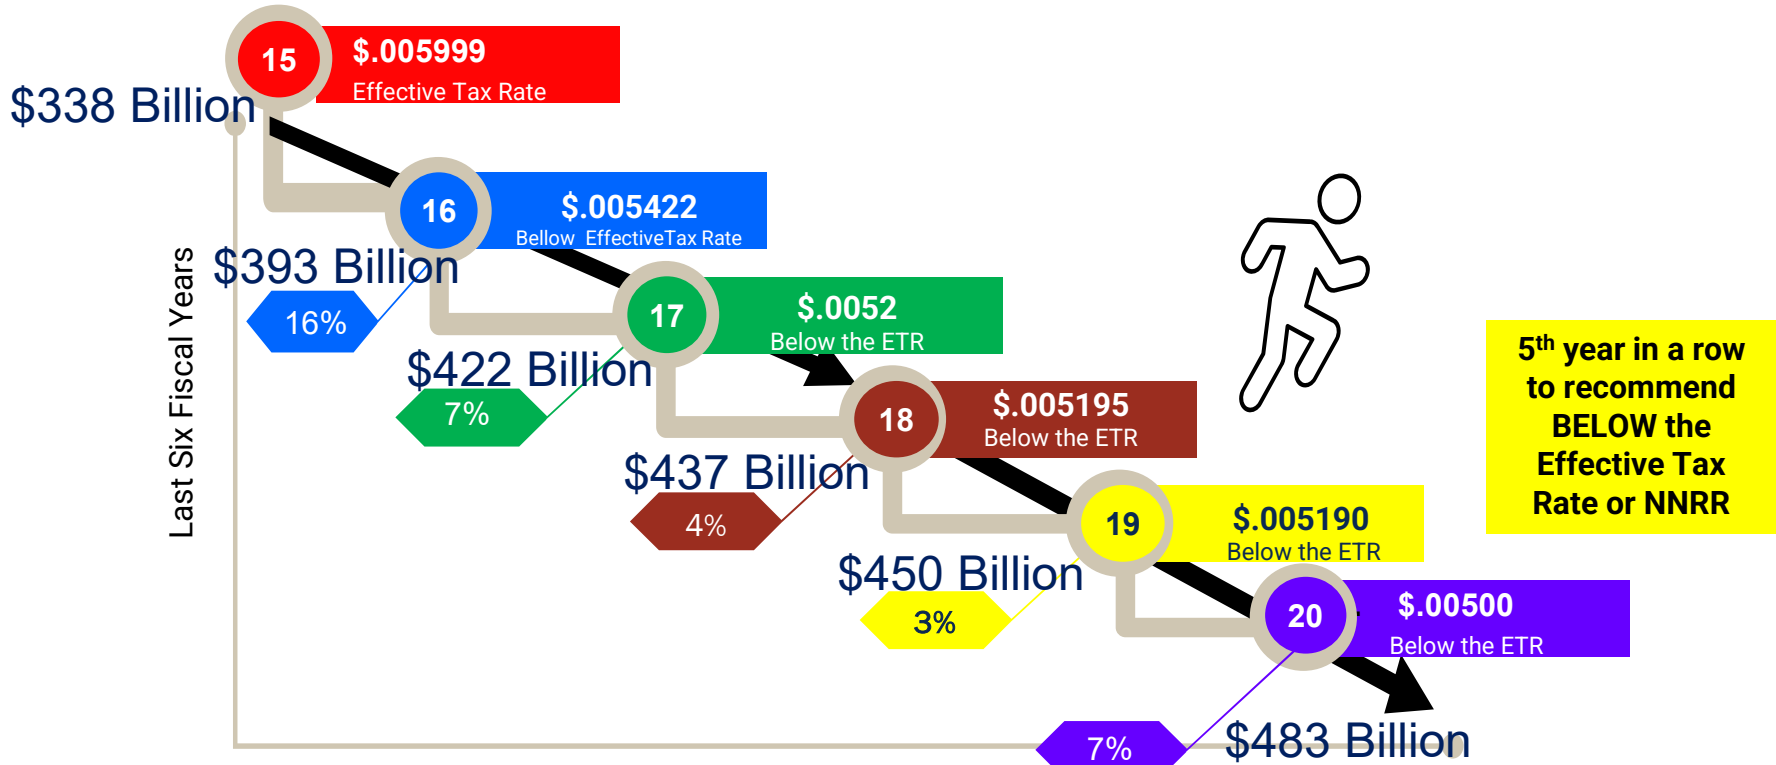 15
$.005999
Effective Tax Rate
$338 Billion
16
$.005422
Bellow EffectiveTax Rate
$393 Billion
16%
17
$.0052
Below the ETR
$422 Billion
7%
18
$.005195
Below the ETR
$437 Billion
4%
19
$.005190
Below the ETR
$450 Billion
3%
20
$.00500
Below the ETR
$483 Billion
7%
Last Six Fiscal Years
5th year in a row
to recommend
BELOW the
Effective Tax
Rate or NNRR